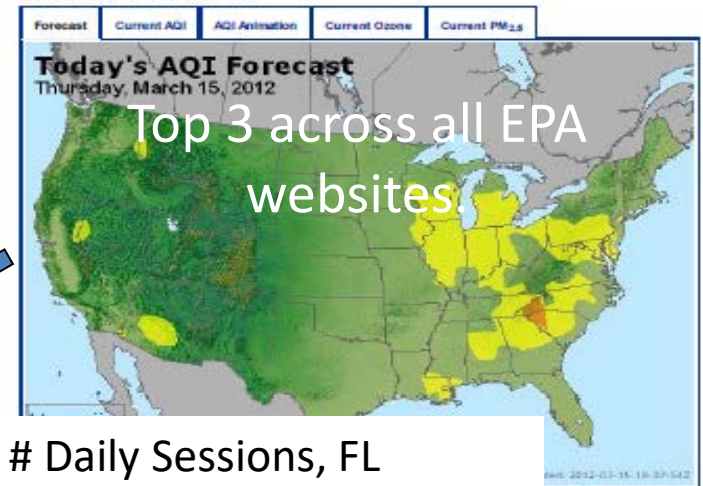 Forecast Current AQI AQI Animation Current Ozone Current PM2.5
Today's AQI Forecast
Thursday, March 15, 2012
Top 3 across all EPA
websites.
# Daily Sessions, FL